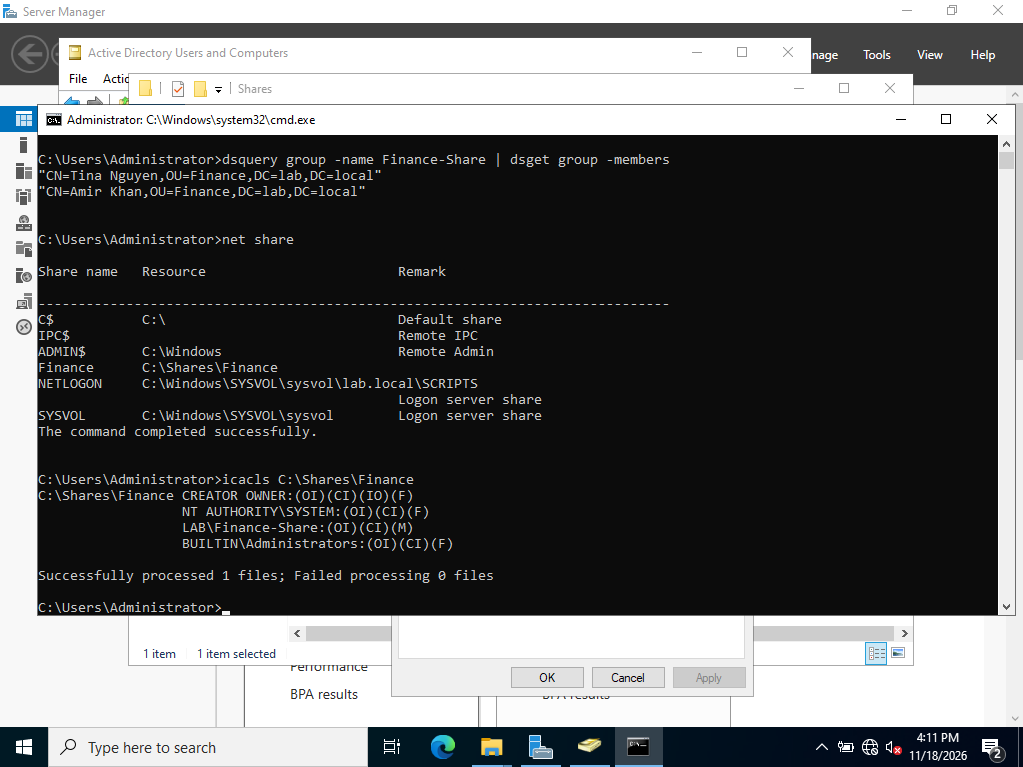 Server Manager
Active Directory Users and Computers
nage Tools View Help
File Actio
Shares
Administrator: C:\Windows\system32\cmd.exe
C:\Users\Administrator>dsquery group -name Finance-Share | dsget group -members
"CN=Tina Nguyen,OU=Finance,DC=lab,DC=local"
"CN=Amir Khan,OU=Finance,DC=lab,DC=local"
C:\Users\Administrator>net share
Share name Resource Remark
-------------------------------------------------------------------------------
C$ C:\ Default share
IPC$ Remote IPC
ADMIN$ C:\Windows Remote Admin
Finance C:\Shares\Finance
NETLOGON C:\Windows\SYSVOL\sysvol\lab.local\SCRIPTS
Logon server share
SYSVOL C:\Windows\SYSVOL\sysvol Logon server share
The command completed successfully.
C:\Users\Administrator>icacls C:\Shares\Finance
C:\Shares\Finance CREATOR OWNER:(OI)(CI)(IO)(F)
NT AUTHORITY\SYSTEM:(OI)(CI)(F)
LAB\Finance-Share:(OI)(CI)(M)
BUILTIN\Administrators:(OI)(CI)(F)
Successfully processed 1 files; Failed processing 0 files
C:\Users\Administrator>
1 item 1 item selected
Performance
OK Cancel Apply
BPA results
BPA results
Type here to search
4:11 PM
11/18/2026
2